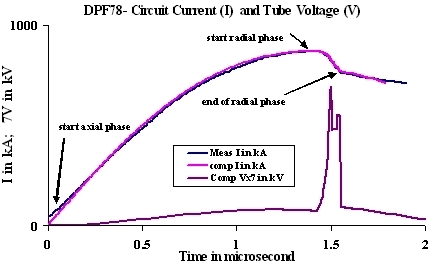 DPF78- Circuit Current (I) and Tube Voltage (V)
1000
start radial phase
I in kA; 7V in kV
end of radial phase
start axial phase
Meas I in kA
comp I in kA
Comp Vx7 in kV
0
0 0.5 1 1.5 2
Time in microsecond